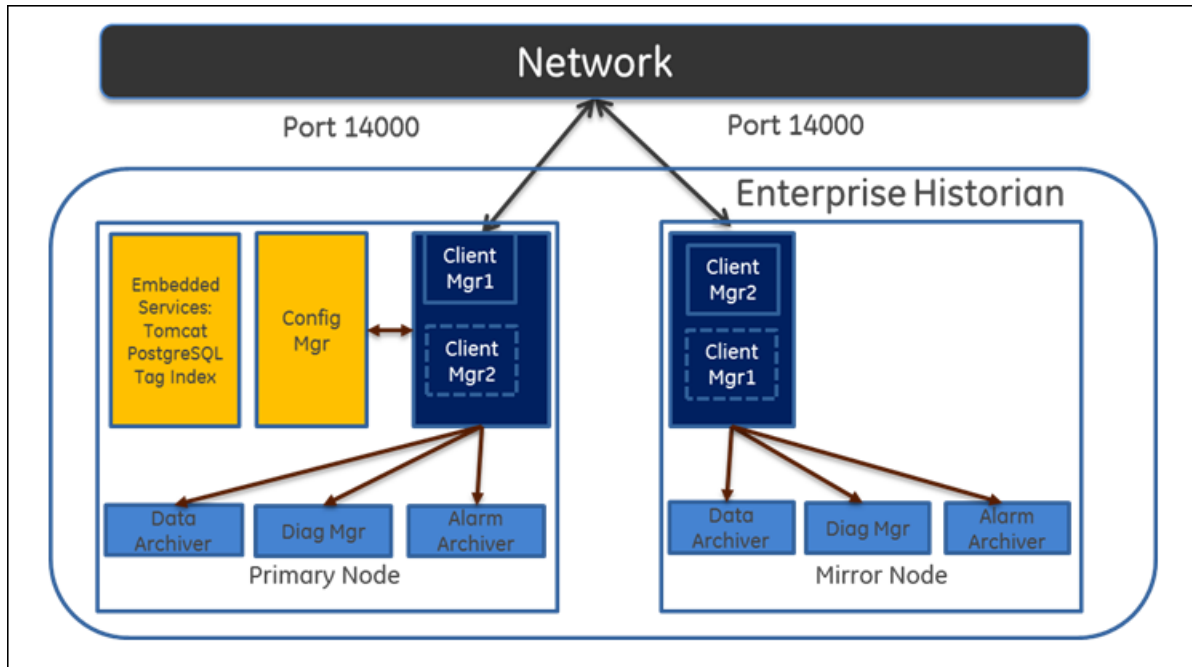 Network
Port 14000
Port 14000
Enterprise Historian
Embedded
Services:
Tomcat
PostgreSQL
Tag Index
Config
Mgr
Client
Mgr1
Client
Mgr2
Client
Mgr2
Client
Mgr1
Data
Archiver
Diag Mgr
Alarm
Archiver
Primary Node
Data
Archiver
Diag Mgr
Alarm
Archiver
Mirror Node